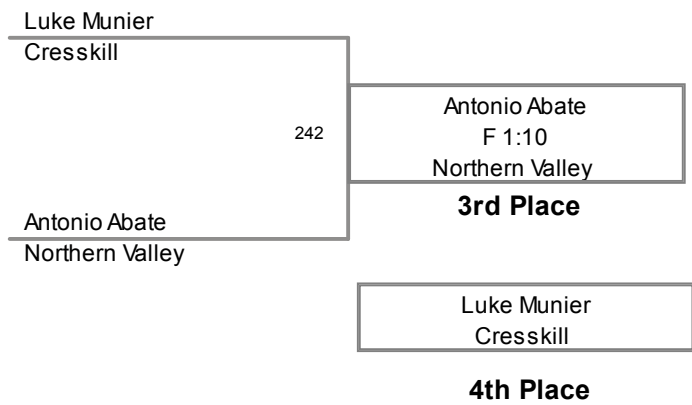 Luke Munier
Cresskill
242
Antonio Abate
F 1:10
Northern Valley
3rd Place
Antonio Abate
Northern Valley
Luke Munier
Cresskill
4th Place